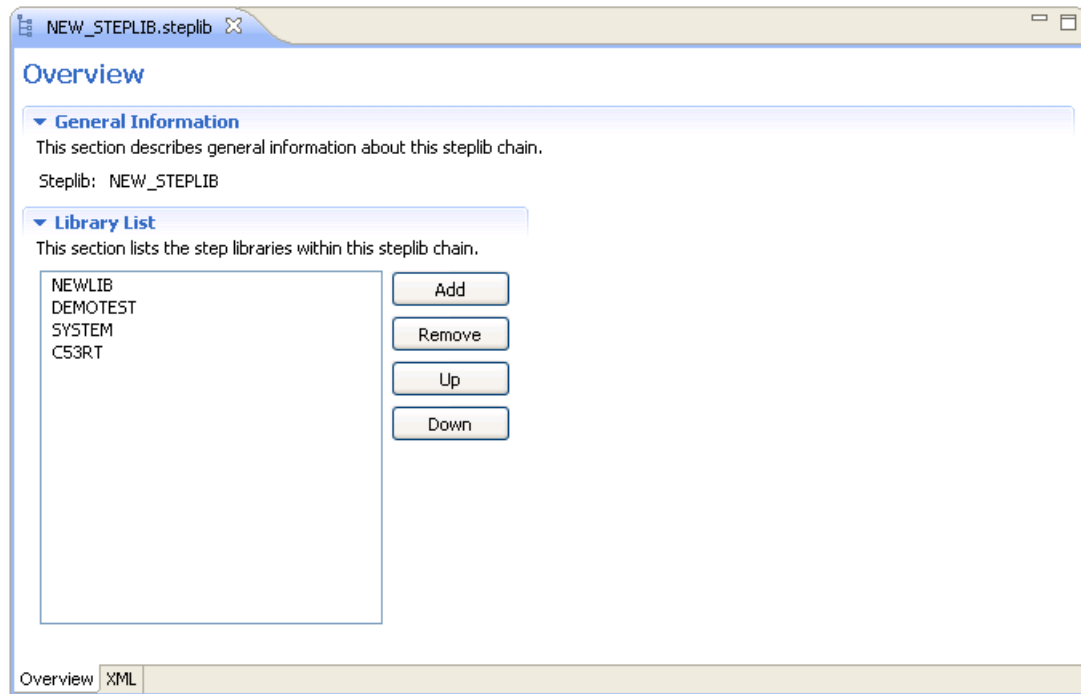 NEW_STEPLIB.steplib
Overview
General Information
This section describes general information about this steplib chain.
Steplib: NEW_STEPLIB
Library List
This section lists the step libraries within this steplib chain.
NEWLIB
DEMOTEST
SYSTEM
C53RT
Add
Remove
Up
Down
Overview XML